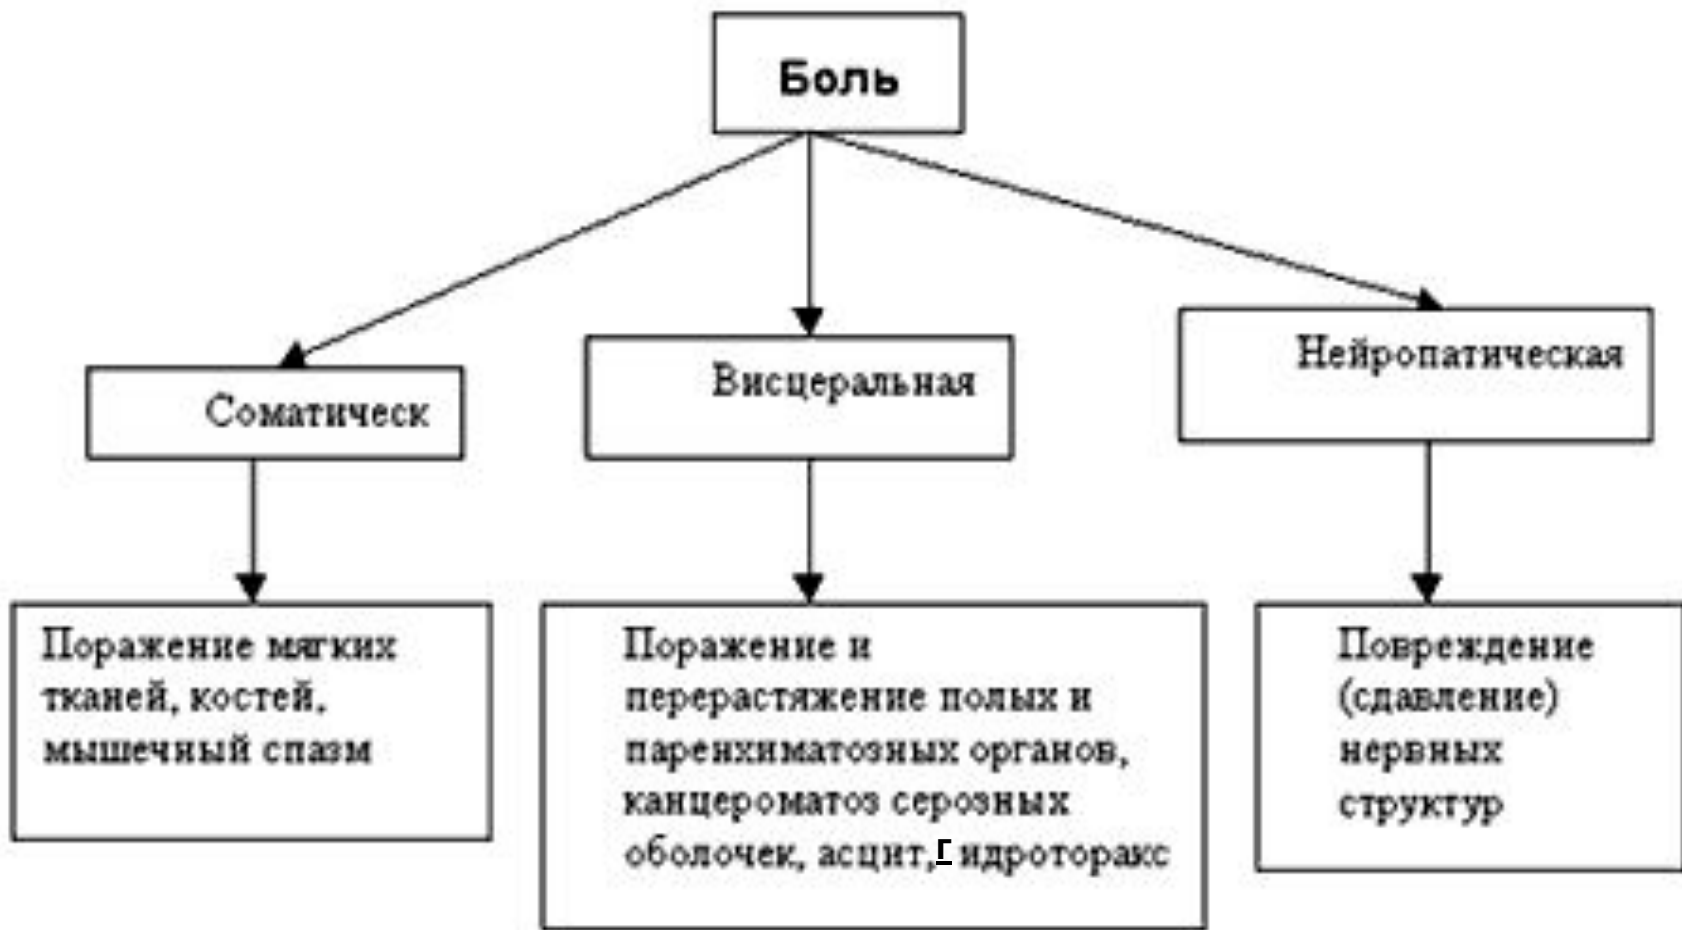 Боль
Соматическ
Висцеральная
Нейропатическая
Поражение мягких
тканей, костей,
мышечный спазм
Поражение и
перерастяжение полых и
паренхиматозных органов,
канцероматоз серозных
оболочек, асцит, гидроторакс
Повреждение
(сдавление)
нервных
структур